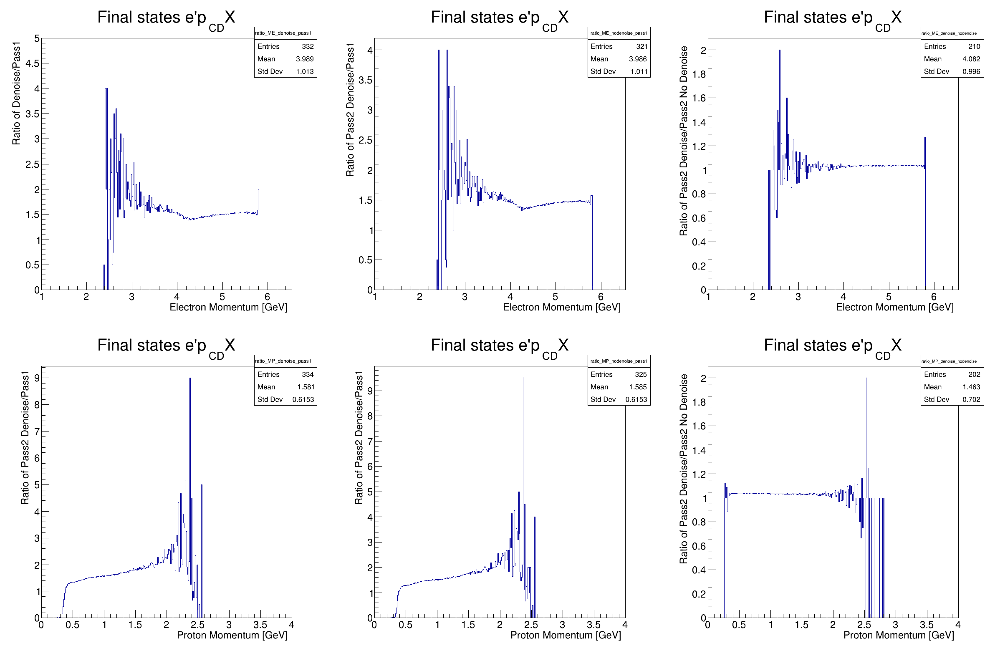 Final states e'p CD X
ratio_ME_denoise_pass1
Entries 332
Mean 3.989
Std Dev 1.013
Ratio of Denoise/Pass1
5
4.5
4
3.5
3
2.5
2
1.5
1
0.5
0
1 2 3 4 5 6
Electron Momentum [GeV]
Final states e'p CD X
ratio_ME_nodenoise_pass1
Entries 321
Mean 3.986
Std Dev 1.011
Ratio of Pass2 Denoise/Pass1
4
3.5
3
2.5
2
1.5
1
0.5
0
1 2 3 4 5 6
Electron Momentum [GeV]
Final states e'p CD X
ratio_ME_denoise_nodenoise
Entries 210
Mean 4.082
Std Dev 0.996
Ratio of Pass2 Denoise/Pass2 No Denoise
2
1.8
1.6
1.4
1.2
1
0.8
0.6
0.4
0.2
0
1 2 3 4 5 6
Electron Momentum [GeV]
Final states e'p CD X
ratio_MP_denoise_pass1
Entries 334
Mean 1.581
Std Dev 0.6153
Ratio of Pass2 Denoise/Pass1
9
8
7
6
5
4
3
2
1
0
0 0.5 1 1.5 2 2.5 3 3.5 4
Proton Momentum [GeV]
Final states e'p CD X
ratio_MP_nodenoise_pass1
Entries 325
Mean 1.585
Std Dev 0.6153
Ratio of Pass2 Denoise/Pass1
9
8
7
6
5
4
3
2
1
0
0 0.5 1 1.5 2 2.5 3 3.5 4
Proton Momentum [GeV]
Final states e'p CD X
ratio_MP_denoise_nodenoise
Entries 202
Mean 1.463
Std Dev 0.702
Ratio of Pass2 Denoise/Pass2 No Denoise
2
1.8
1.6
1.4
1.2
1
0.8
0.6
0.4
0.2
0
0 0.5 1 1.5 2 2.5 3 3.5 4
Proton Momentum [GeV]